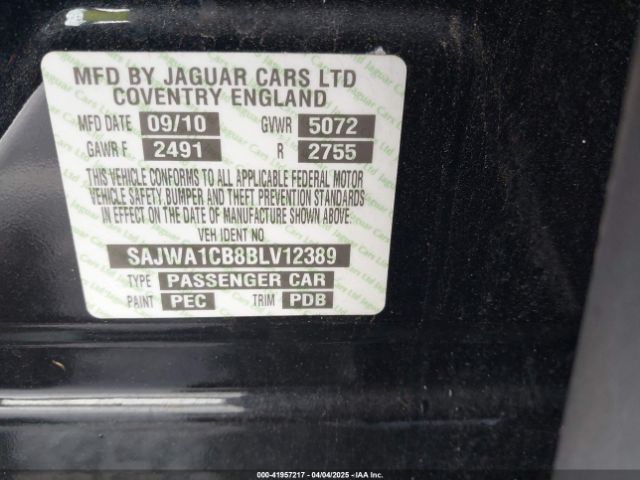 MFD BY JAGUAR CARS LTD
COVENTRY ENGLAND
MFD DATE 09/10 GVWR 5072
GAWR F 2491 R 2755
THIS VEHICLE CONFORMS TO ALL APPLICABLE FEDERAL MOTOR
VEHICLE SAFETY,BUMPER AND THEFT PREVENTION STANDARDS
IN EFFECT ON THE DATE OF MANUFACTURE SHOWN ABOVE.
VEH IDENT NO
SAJWA1CB8BLV12389
TYPE PASSENGER CAR
PAINT PEC TRIM PDB
000-41957217 - 04/04/2025 - IAAI.COM